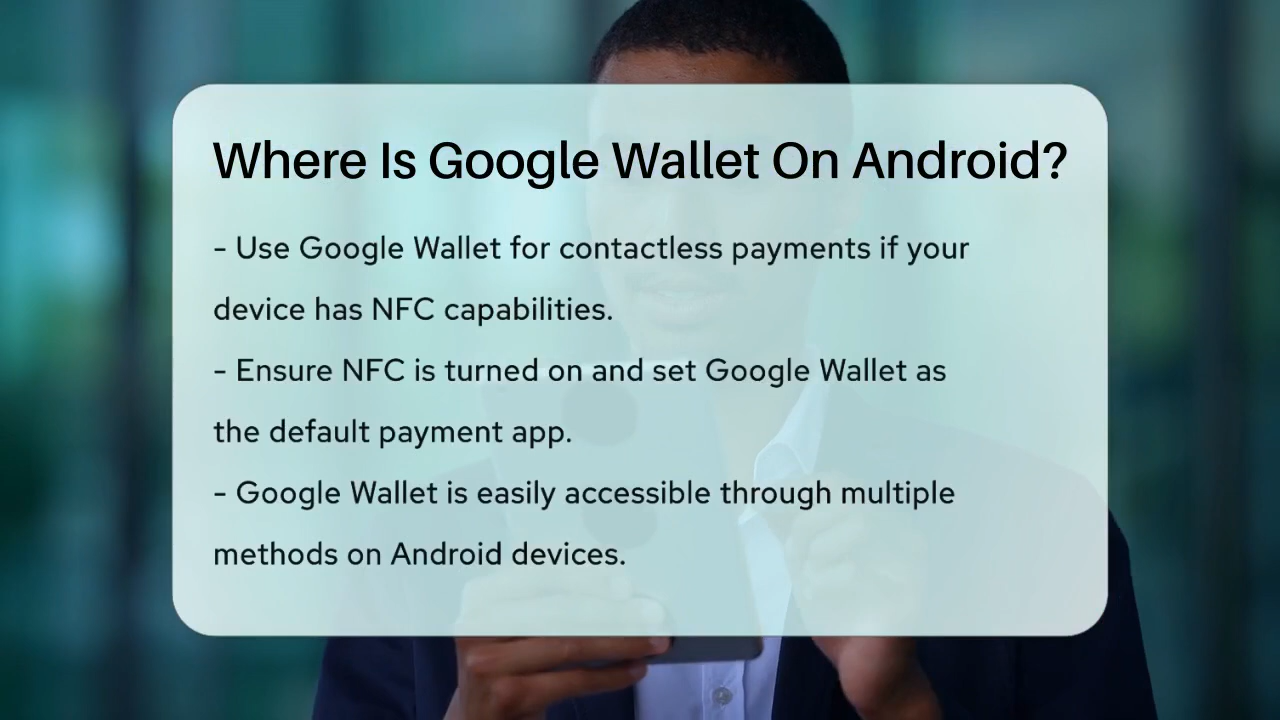 Where Is Google Wallet On Android?
- Use Google Wallet for contactless payments if your
device has NFC capabilities.
- Ensure NFC is turned on and set Google Wallet as
the default payment app.
- Google Wallet is easily accessible through multiple
methods on Android devices.